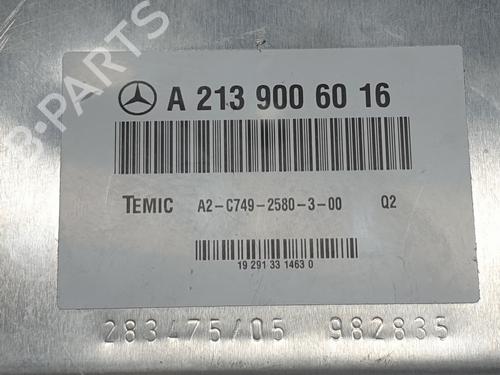 B-PARTS
A 213 900 60 16
TEMIC A2-C749-2580-3-00 Q2
19 291 33 1463 0
283475/05 982835